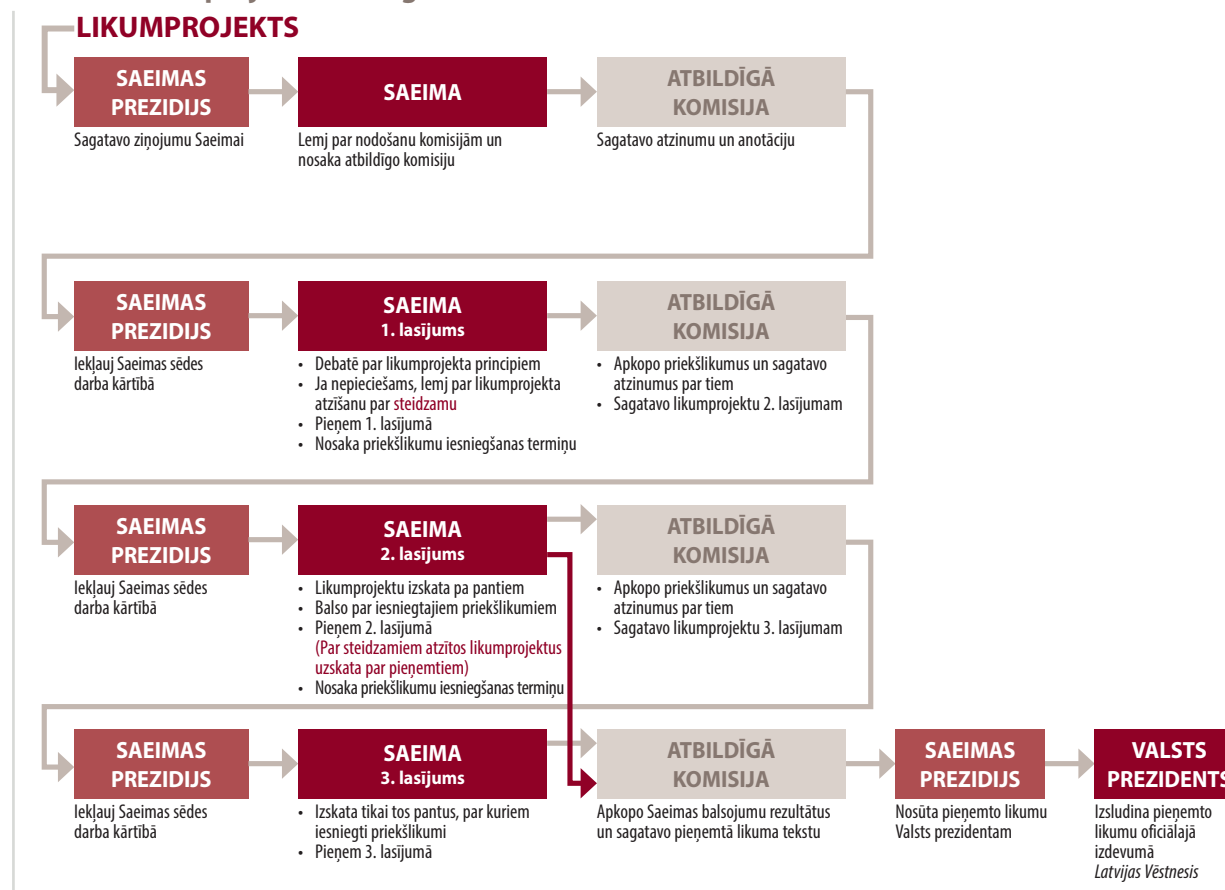 LIKUMPROJEKTS
SAEIMAS
PREZIDIJS
Sagatavo ziņojumu Saeimai
SAEIMA
Lemj par nodošanu komisijām un
nosaka atbildīgo komisiju
ATBILDĪGĀ
KOMISIJA
Sagatavo atzinumu un anotāciju
SAEIMAS
PREZIDIJS
Iekļauj Saeimas sēdes
darba kārtībā
SAEIMA
1. lasījums
• Debatē par likumprojekta principiem
• Ja nepieciešams, lemj par likumprojekta
atzīšanu par steidzamu
• Pieņem 1. lasījumā
• Nosaka priekšlikumu iesniegšanas termiņu
ATBILDĪGĀ
KOMISIJA
• Apkopo priekšlikumus un sagatavo
atzinumus par tiem
• Sagatavo likumprojektu 2. lasījumam
SAEIMAS
PREZIDIJS
Iekļauj Saeimas sēdes
darba kārtībā
SAEIMA
2. lasījums
• Likumprojektu izskata pa pantiem
• Balso par iesniegtajiem priekšlikumiem
• Pieņem 2. lasījumā
(Par steidzamiem atzītos likumprojektus
uzskata par pieņemtiem)
• Nosaka priekšlikumu iesniegšanas termiņu
ATBILDĪGĀ
KOMISIJA
• Apkopo priekšlikumus un sagatavo
atzinumus par tiem
• Sagatavo likumprojektu 3. lasījumam
SAEIMAS
PREZIDIJS
Iekļauj Saeimas sēdes
darba kārtībā
SAEIMA
3. lasījums
• Izskata tikai tos pantus, par kuriem
iesniegti priekšlikumi
• Pieņem 3. lasījumā
ATBILDĪGĀ
KOMISIJA
Apkopo Saeimas balsojumu rezultātus
un sagatavo pieņemtā likuma tekstu
SAEIMAS
PREZIDIJS
Nosūta pieņemto likumu
Valsts prezidentam
VALSTS
PREZIDENTS
Izsludina pieņemto
likumu oficiālajā
izdevumā
Latvijas Vēstnesis